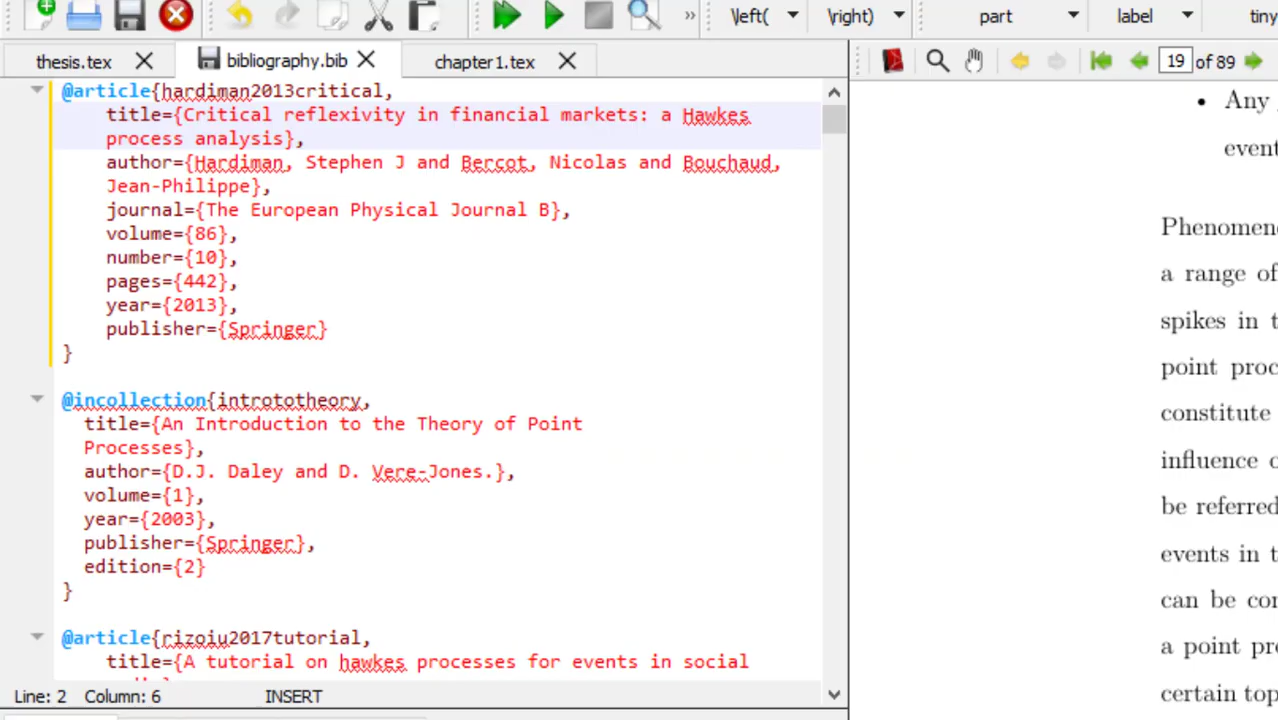 \left( \right) part label tiny
thesis.tex bibliography.bib chapter1.tex
19 of 89
@article{hardiman2013critical,
title={Critical reflexivity in financial markets: a Hawkes
process analysis},
author={Hardiman, Stephen J and Bercot, Nicolas and Bouchaud,
Jean-Philippe},
journal={The European Physical Journal B},
volume={86},
number={10},
pages={442},
year={2013},
publisher={Springer}
}
@incollection{intrototheory,
title={An Introduction to the Theory of Point
Processes},
author={D.J. Daley and D. Vere-Jones.},
volume={1},
year={2003},
publisher={Springer},
edition={2}
}
@article{rizoiu2017tutorial,
title={A tutorial on hawkes processes for events in social
Line: 2 Column: 6 INSERT
• Any
event
Phenomen
a range of
spikes in t
point proc
constitute
influence o
be referred
events in t
can be con
a point pro
certain top